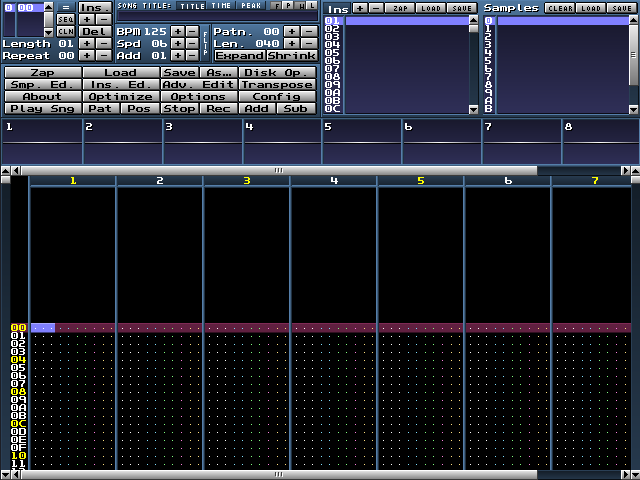 0 00 = Ins. SONG TITLE: TITLE TIME PEAK F P W L Ins + − ZAP LOAD SAVE Samples CLEAR LOAD SAVE
SEQ + − 01 0
CLN Del BPM 125 + − FLIP Patn. 00 + − 02 1
Length 01 + − Spd 06 + − Len. 040 + − 03 2
Repeat 00 + − Add 01 + − Expand Shrink 04 3
05 4
06 5
07 6
08 7
09 8
0A 9
0B A
0C B
Zap Load Save As... Disk Op.
Smp. Ed. Ins. Ed. Adv. Edit Transpose
About Optimize Options Config
Play Sng Pat Pos Stop Rec Add Sub
1 2 3 4 5 6 7 8
1 2 3 4 5 6 7
00
01
02
03
04
05
06
07
08
09
0A
0B
0C
0D
0E
0F
10
11